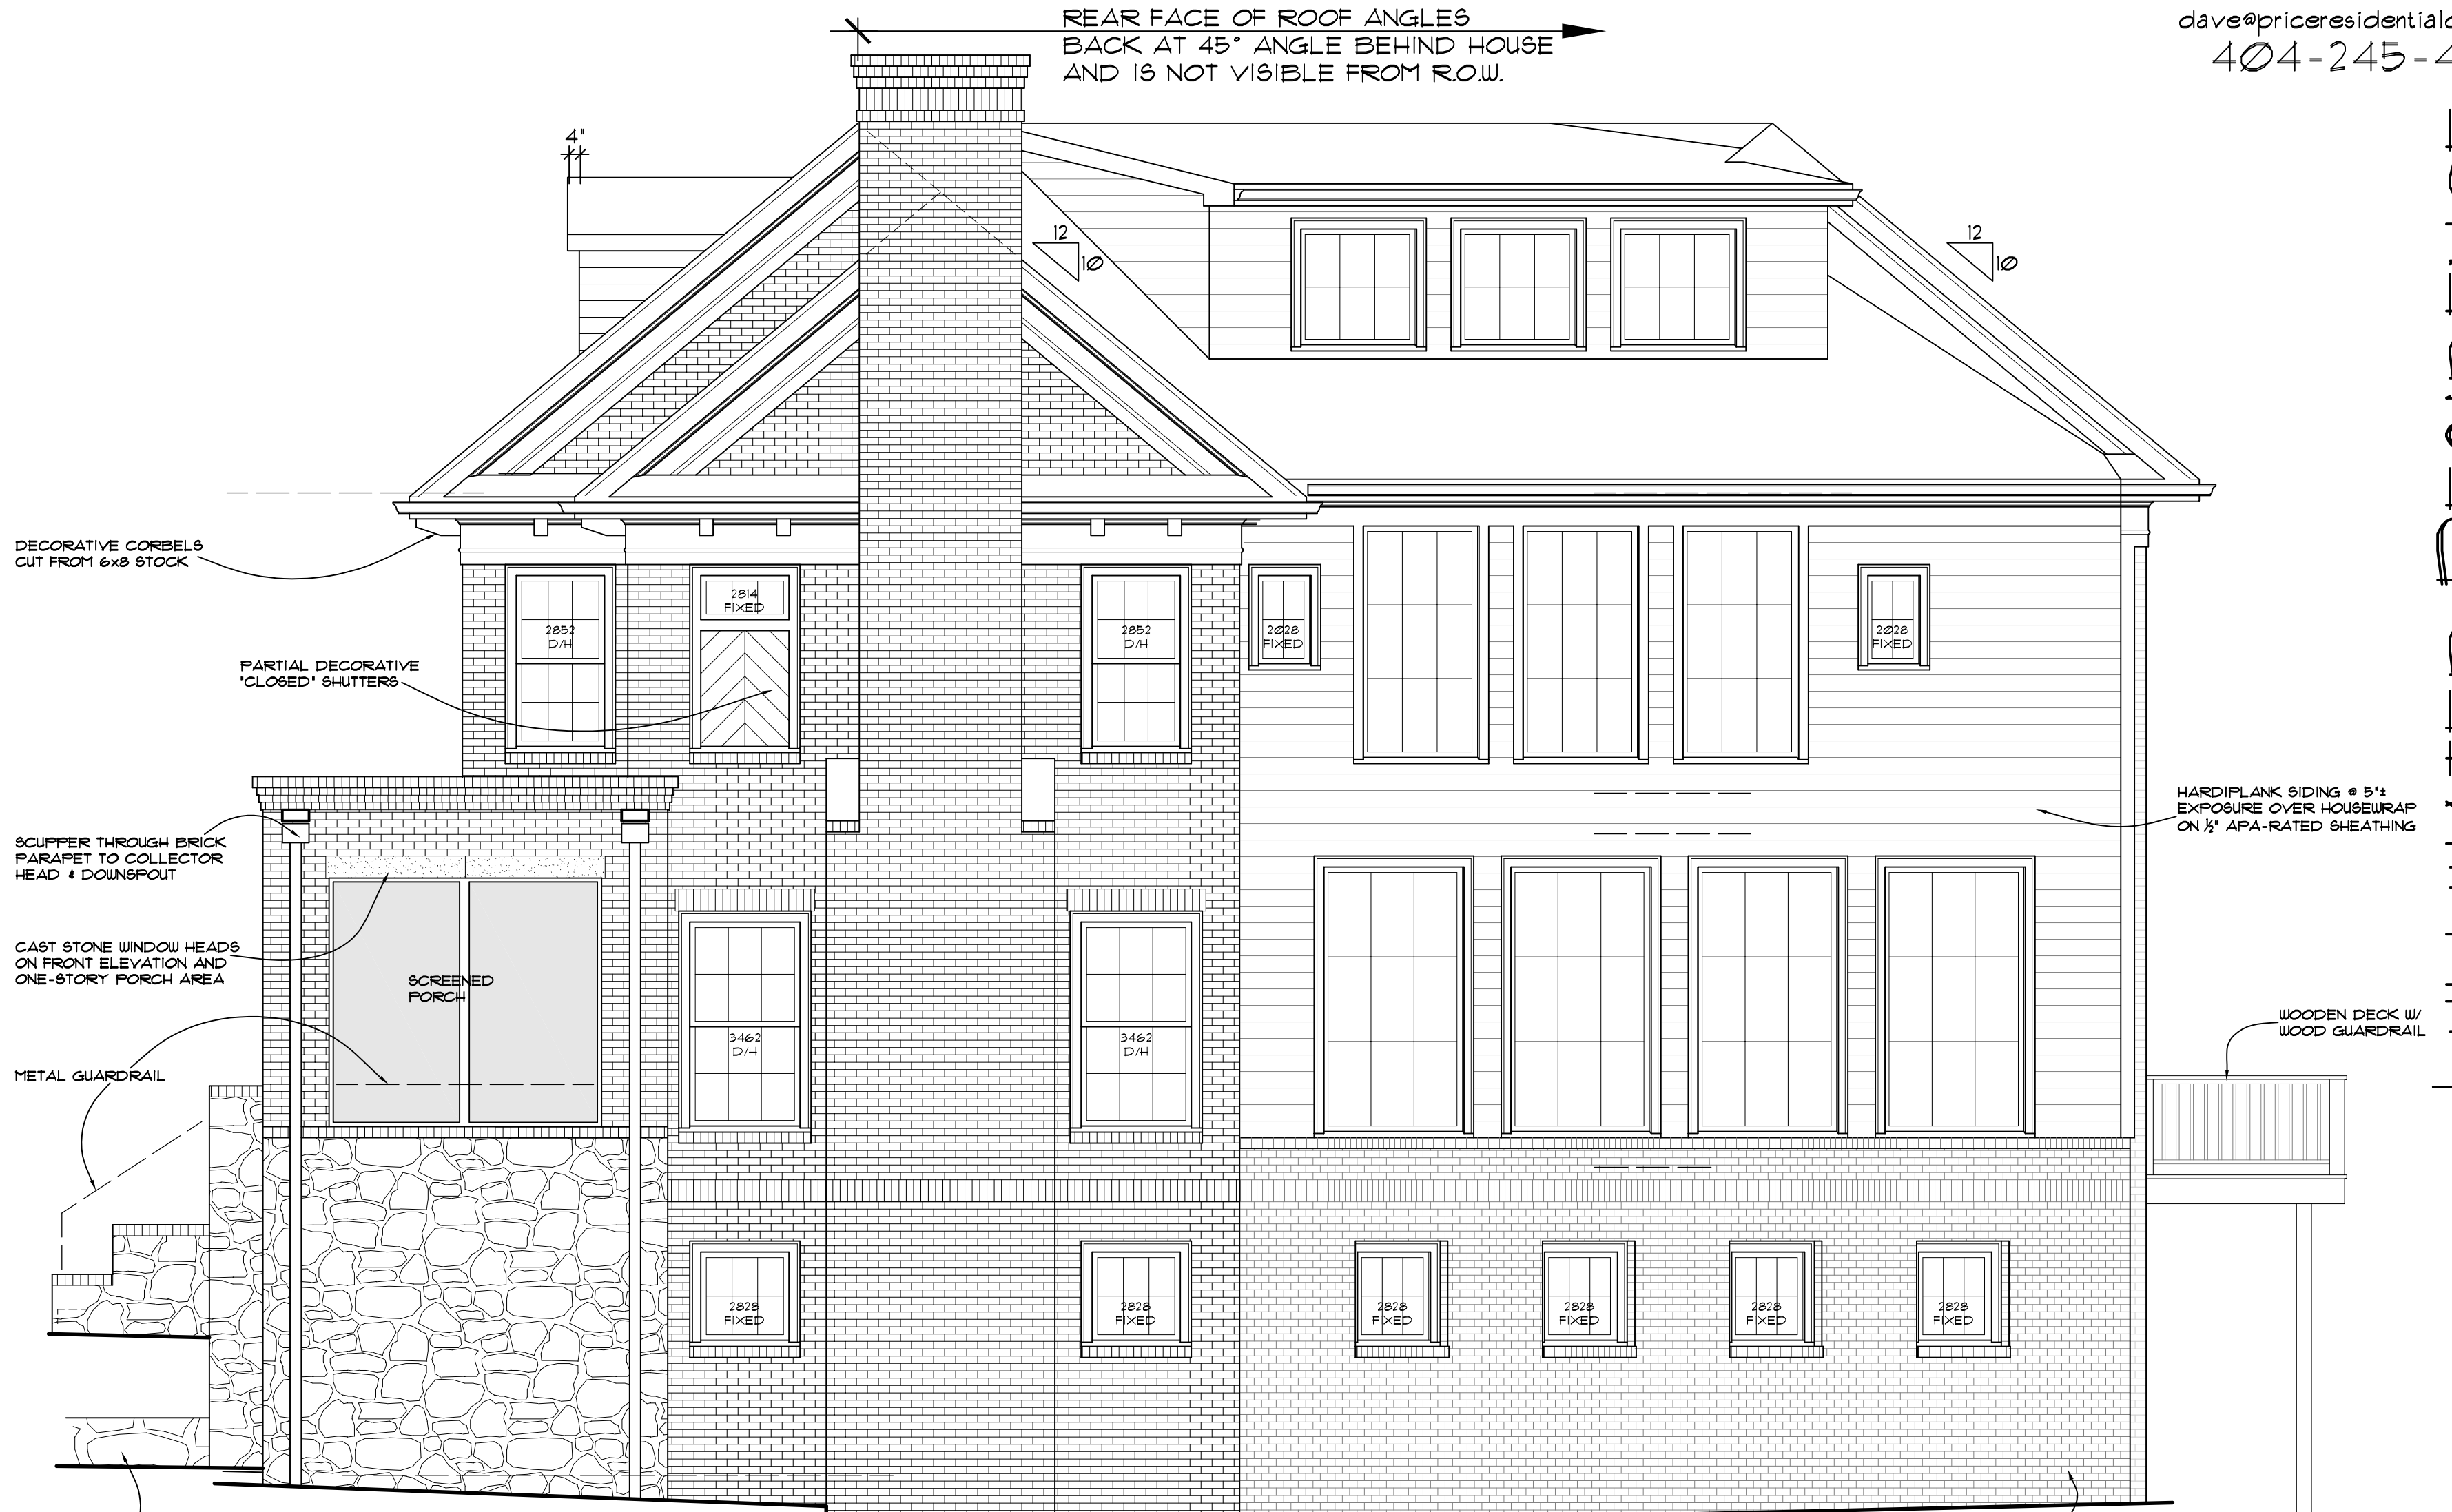 REAR FACE OF ROOF ANGLES
BACK AT 45° ANGLE BEHIND HOUSE
AND IS NOT VISIBLE FROM R.O.W.
404-245-4
4"
12
10
12
10
DECORATIVE CORBELS
CUT FROM 6x8 STOCK
2814
FIXED
2852
D/H
2852
D/H
2028
FIXED
2028
FIXED
PARTIAL DECORATIVE
"CLOSED" SHUTTERS
HARDIPLANK SIDING @ 5"±
EXPOSURE OVER HOUSEWRAP
ON ½" APA-RATED SHEATHING
SCUPPER THROUGH BRICK
PARAPET TO COLLECTOR
HEAD & DOWNSPOUT
CAST STONE WINDOW HEADS
ON FRONT ELEVATION AND
ONE-STORY PORCH AREA
SCREENED
PORCH
3462
D/H
3462
D/H
WOODEN DECK W/
WOOD GUARDRAIL
METAL GUARDRAIL
2828
FIXED
2828
FIXED
2828
FIXED
2828
FIXED
2828
FIXED
2828
FIXED